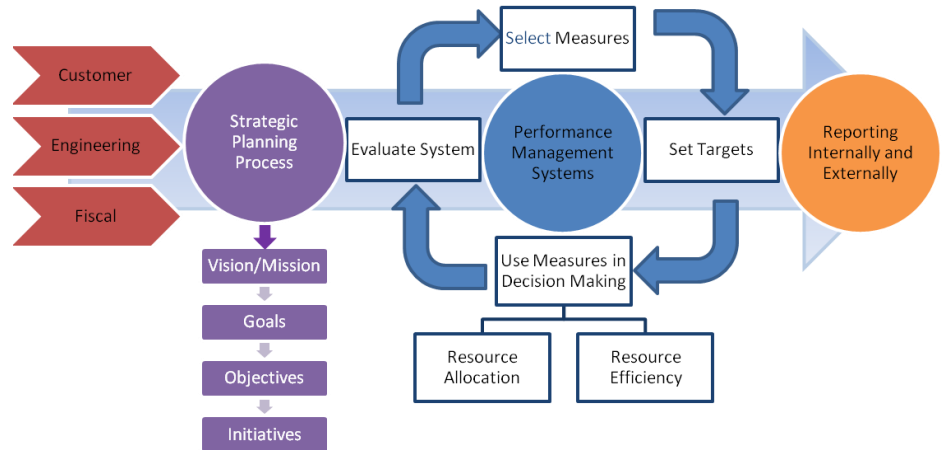 Customer
Engineering
Fiscal
Strategic
Planning
Process
Vision/Mission
Goals
Objectives
Initiatives
Select Measures
Evaluate System
Performance
Management
Systems
Set Targets
Use Measures in
Decision Making
Resource
Allocation
Resource
Efficiency
Reporting
Internally and
Externally